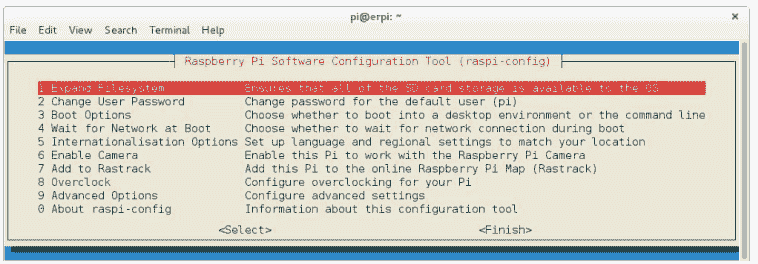 pi@erpi: ~
File Edit View Search Terminal Help
Raspberry Pi Software Configuration Tool (raspi-config)
1 Expand Filesystem Ensures that all of the SD card storage is available to the OS
2 Change User Password Change password for the default user (pi)
3 Boot Options Choose whether to boot into a desktop environment or the command line
4 Wait for Network at Boot Choose whether to wait for network connection during boot
5 Internationalisation Options Set up language and regional settings to match your location
6 Enable Camera Enable this Pi to work with the Raspberry Pi Camera
7 Add to Rastrack Add this Pi to the online Raspberry Pi Map (Rastrack)
8 Overclock Configure overclocking for your Pi
9 Advanced Options Configure advanced settings
0 About raspi-config Information about this configuration tool
<Select> <Finish>